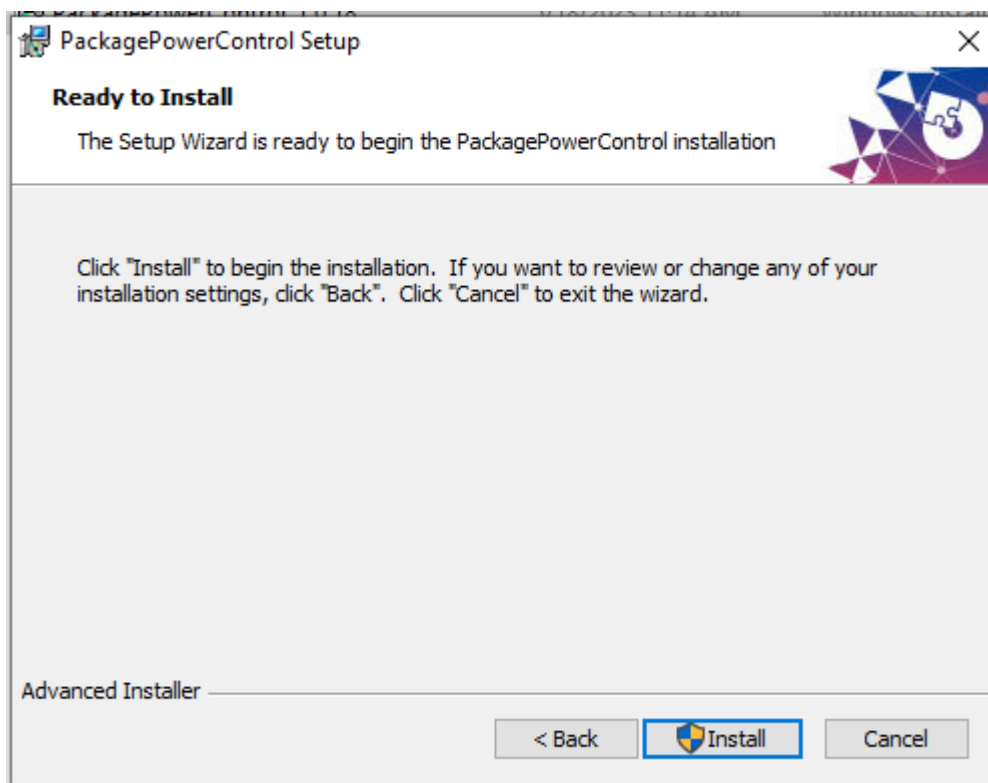 PackagePowerControl Setup
Ready to Install
The Setup Wizard is ready to begin the PackagePowerControl installation
Click "Install" to begin the installation.  If you want to review or change any of your
installation settings, click "Back".  Click "Cancel" to exit the wizard.
Advanced Installer
< Back
Install
Cancel